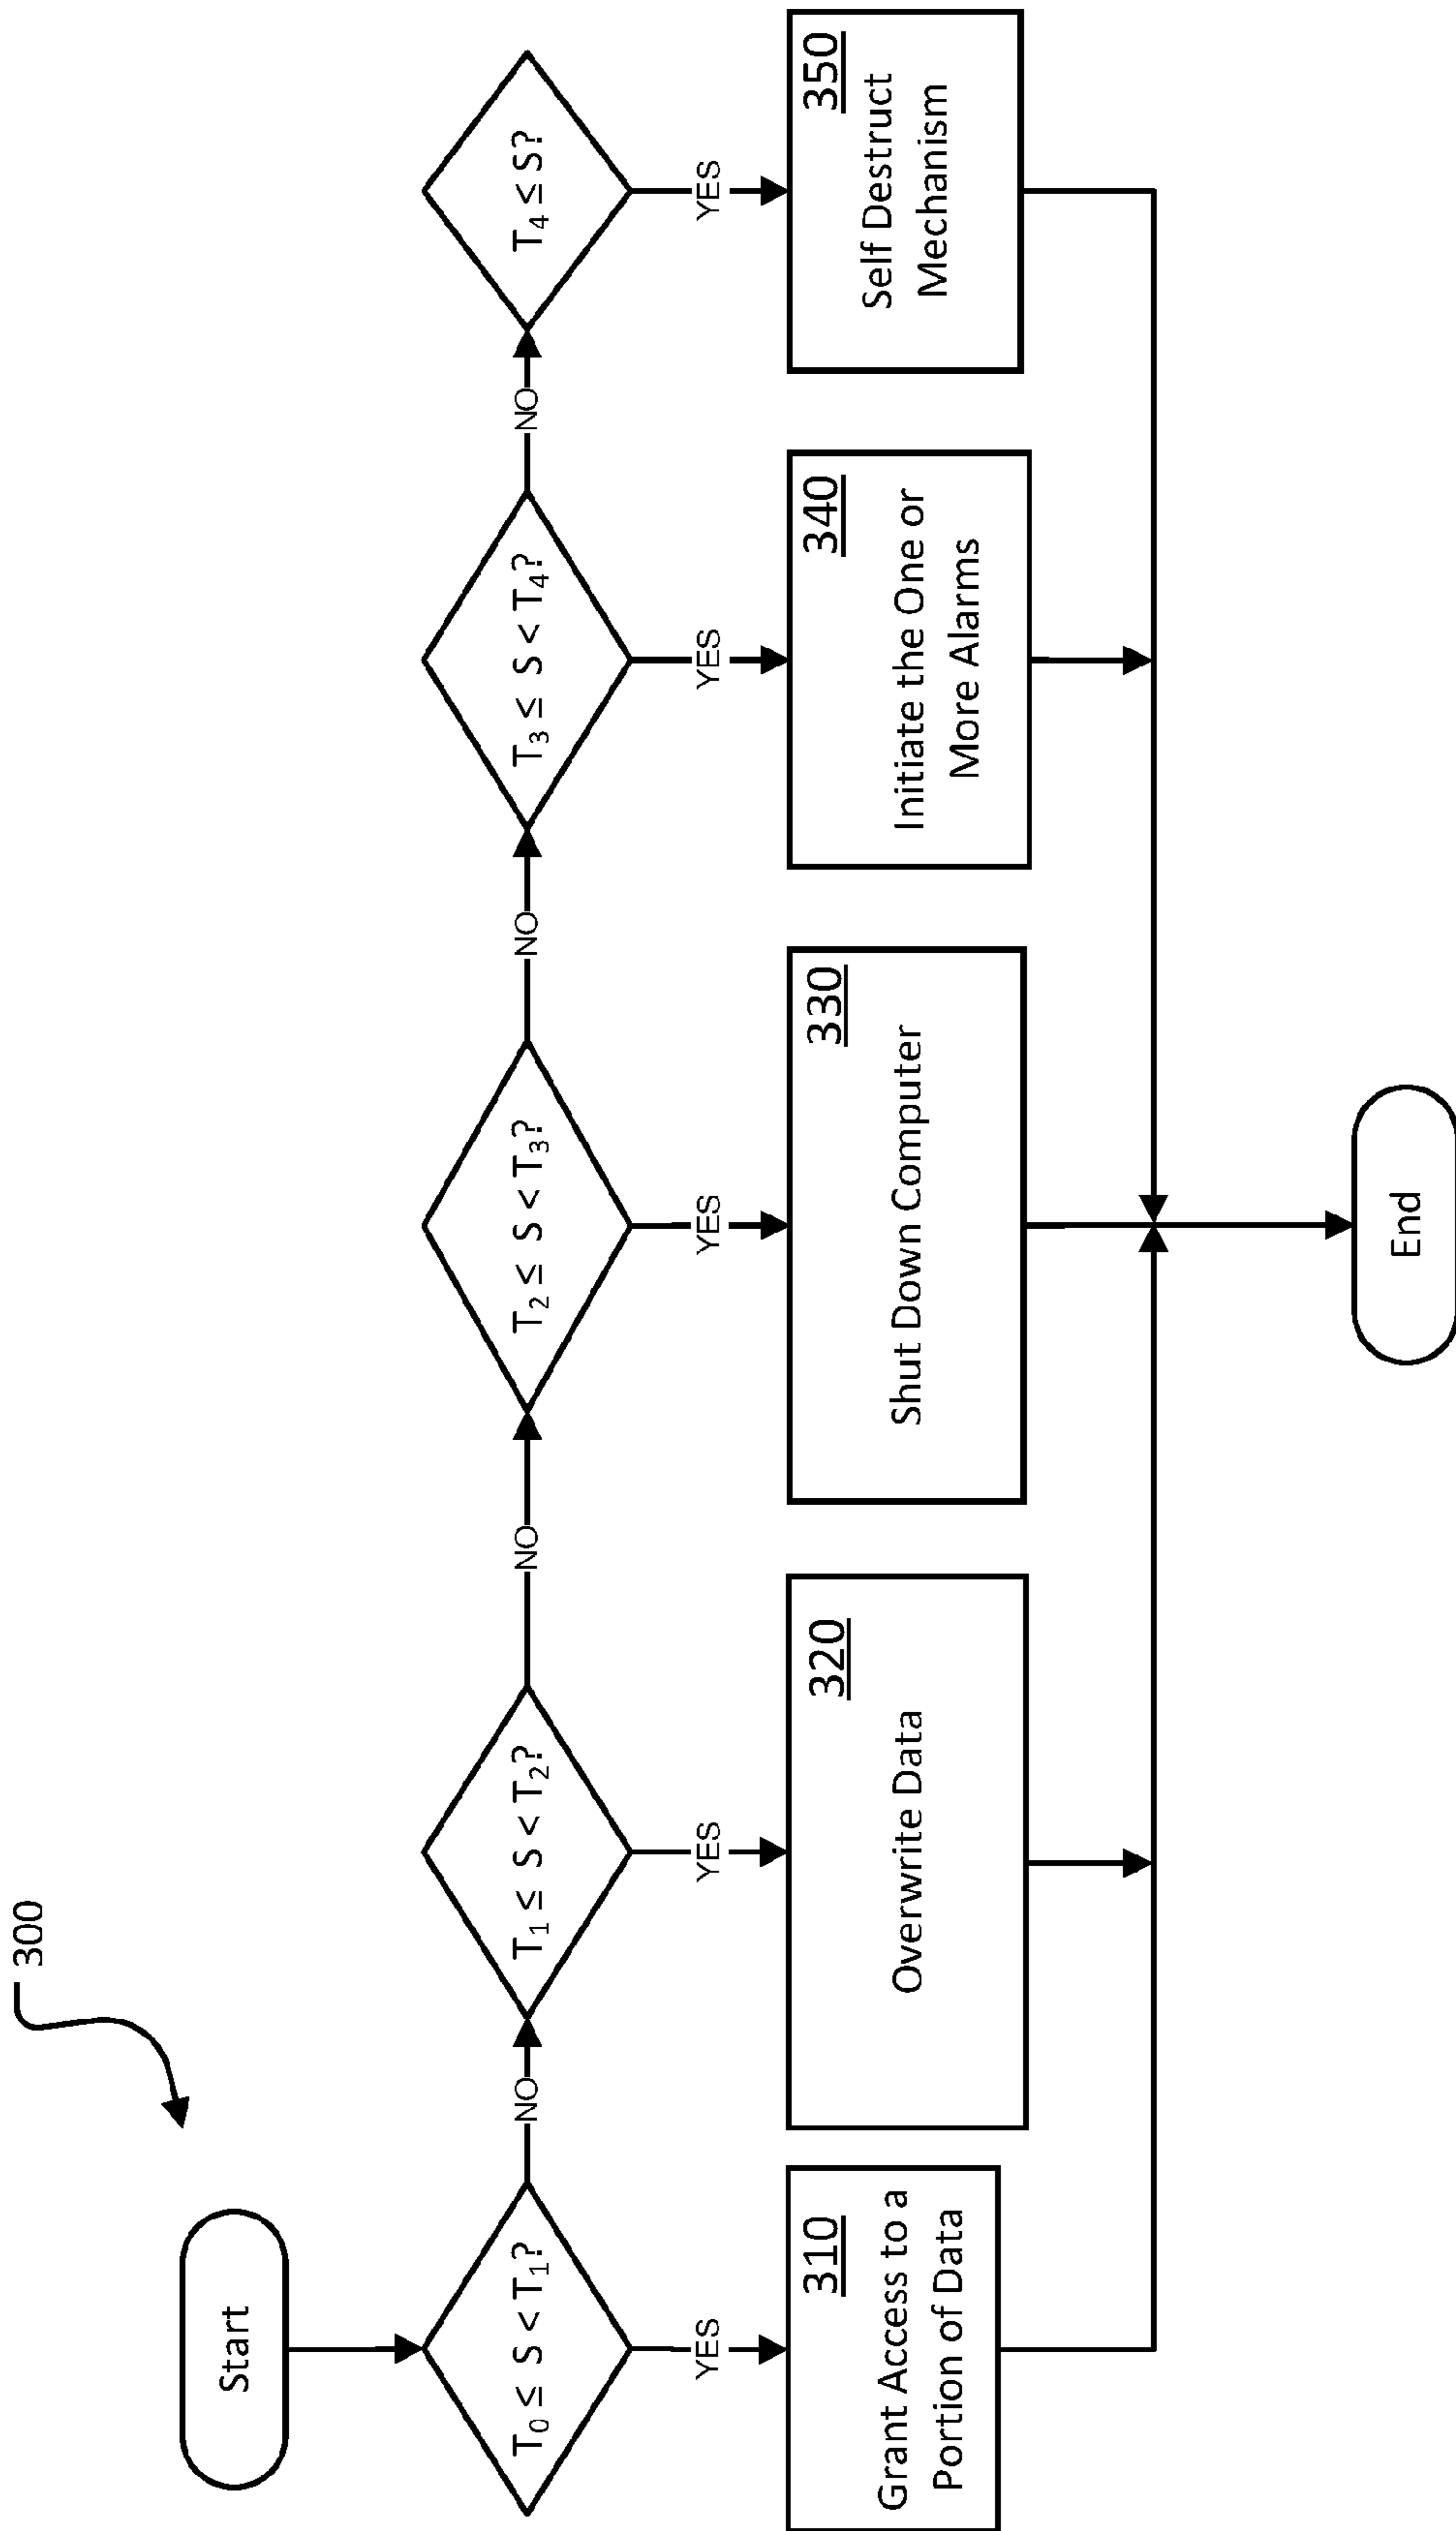 300
Start
T₀ ≤ S < T₁?
NO
T₁ ≤ S < T₂?
NO
T₂ ≤ S < T₃?
NO
T₃ ≤ S < T₄?
NO
T₄ ≤ S?
YES
YES
YES
YES
YES
310
Grant Access to a
Portion of Data
320
Overwrite Data
330
Shut Down Computer
340
Initiate the One or
More Alarms
350
Self Destruct
Mechanism
End